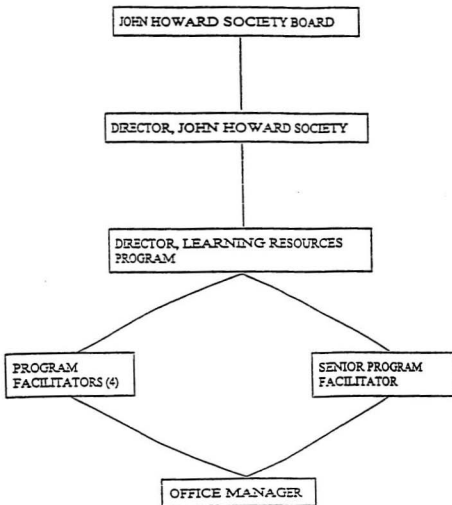 JOHN HOWARD SOCIETY BOARD
DIRECTOR, JOHN HOWARD SOCIETY
DIRECTOR, LEARNING RESOURCES
PROGRAM
PROGRAM
FACILITATORS (4)
SENIOR PROGRAM
FACILITATOR
OFFICE MANAGER